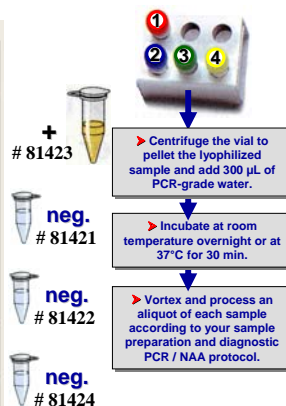 1
2 3 4
+
# 81423
neg.
# 81421
neg.
# 81422
neg.
# 81424
➤ Centrifuge the vial to
pellet the lyophilized
sample and add 300 µL of
PCR-grade water.
➤ Incubate at room
temperature overnight or at
37°C for 30 min.
➤ Vortex and process an
aliquot of each sample
according to your sample
preparation and diagnostic
PCR / NAA protocol.